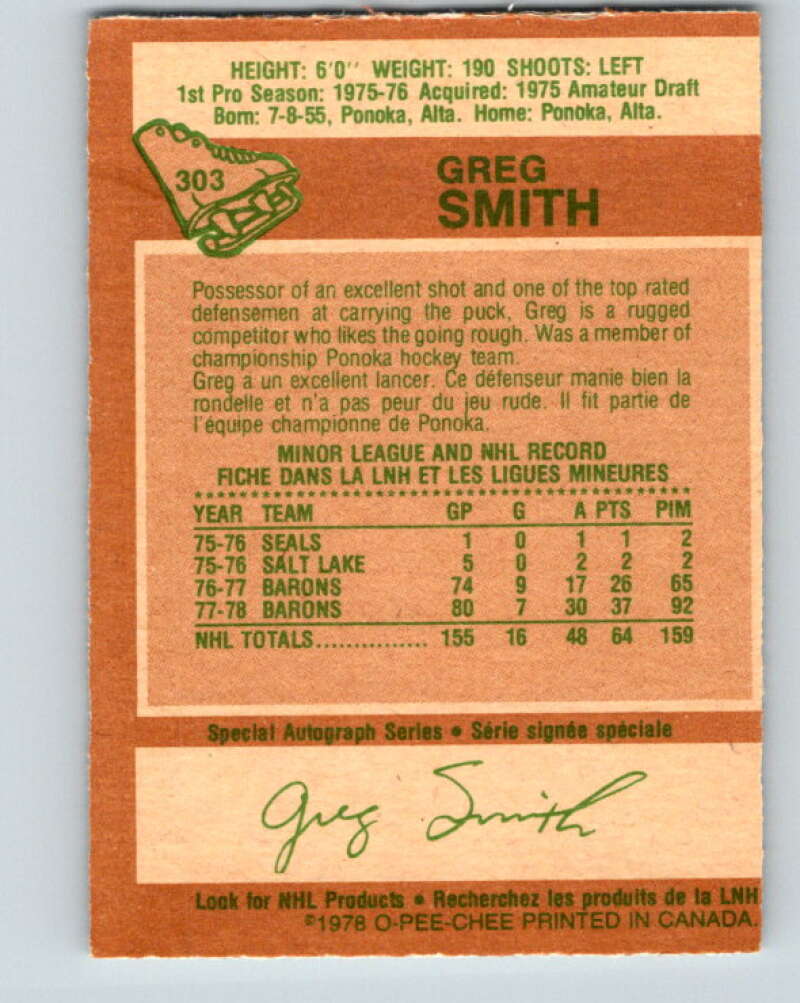 HEIGHT: 6'0'' WEIGHT: 190 SHOOTS: LEFT
1st Pro Season: 1975-76 Acquired: 1975 Amateur Draft
Born: 7-8-55, Ponoka, Alta. Home: Ponoka, Alta.
303
GREG
SMITH
Possessor of an excellent shot and one of the top rated
defensemen at carrying the puck, Greg is a rugged
competitor who likes the going rough. Was a member of
championship Ponoka hockey team.
Greg a un excellent lancer. Ce défenseur manie bien la
rondelle et n'a pas peur du jeu rude. Il fit partie de
l'équipe championne de Ponoka.
MINOR LEAGUE AND NHL RECORD
FICHE DANS LA LNH ET LES LIGUES MINEURES
YEAR TEAM GP G A PTS PIM
75-76 SEALS 1 0 1 1 2
75-76 SALT LAKE 5 0 2 2 2
76-77 BARONS 74 9 17 26 65
77-78 BARONS 80 7 30 37 92
NHL TOTALS............... 155 16 48 64 159
Special Autograph Series • Série signée spéciale
Greg Smith
Look for NHL Products • Recherchez les produits de la LNH
©1978 O-PEE-CHEE PRINTED IN CANADA.